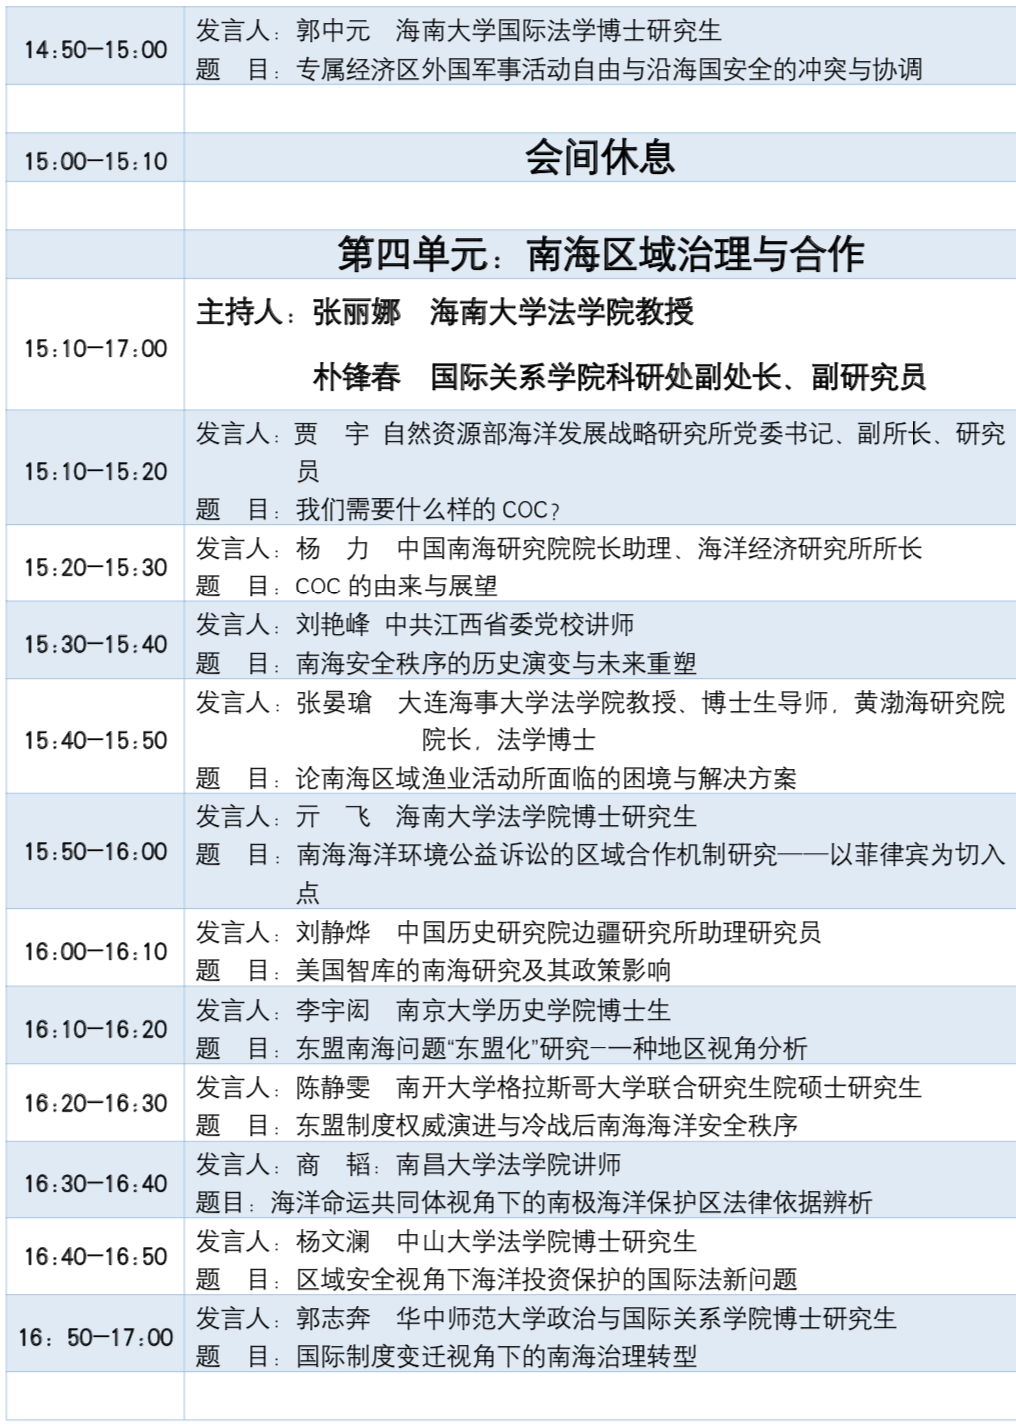 14:50—15:00
发言人：郭中元　海南大学国际法学博士研究生
题　目：专属经济区外国军事活动自由与沿海国安全的冲突与协调
15:00—15:10
会间休息
第四单元：南海区域治理与合作
15:10—17:00
主持人：张丽娜　海南大学法学院教授
朴锋春　国际关系学院科研处副处长、副研究员
15:10—15:20
发言人：贾　宇 自然资源部海洋发展战略研究所党委书记、副所长、研究
员
题　目：我们需要什么样的 COC？
15:20—15:30
发言人：杨　力　中国南海研究院院长助理、海洋经济研究所所长
题　目：COC 的由来与展望
15:30—15:40
发言人：刘艳峰 中共江西省委党校讲师
题　目：南海安全秩序的历史演变与未来重塑
15:40—15:50
发言人：张晏瑲　大连海事大学法学院教授、博士生导师，黄渤海研究院
院长，法学博士
题　目：论南海区域渔业活动所面临的困境与解决方案
15:50—16:00
发言人：亓　飞　海南大学法学院博士研究生
题　目：南海海洋环境公益诉讼的区域合作机制研究——以菲律宾为切入
点
16:00—16:10
发言人：刘静烨　中国历史研究院边疆研究所助理研究员
题　目：美国智库的南海研究及其政策影响
16:10—16:20
发言人：李宇闳　南京大学历史学院博士生
题　目：东盟南海问题“东盟化”研究—一种地区视角分析
16:20—16:30
发言人：陈静雯　南开大学格拉斯哥大学联合研究生院硕士研究生
题　目：东盟制度权威演进与冷战后南海海洋安全秩序
16:30—16:40
发言人：商　韬：南昌大学法学院讲师
题目：海洋命运共同体视角下的南极海洋保护区法律依据辨析
16:40—16:50
发言人：杨文澜　中山大学法学院博士研究生
题　目：区域安全视角下海洋投资保护的国际法新问题
16：50—17:00
发言人：郭志奔　华中师范大学政治与国际关系学院博士研究生
题　目：国际制度变迁视角下的南海治理转型